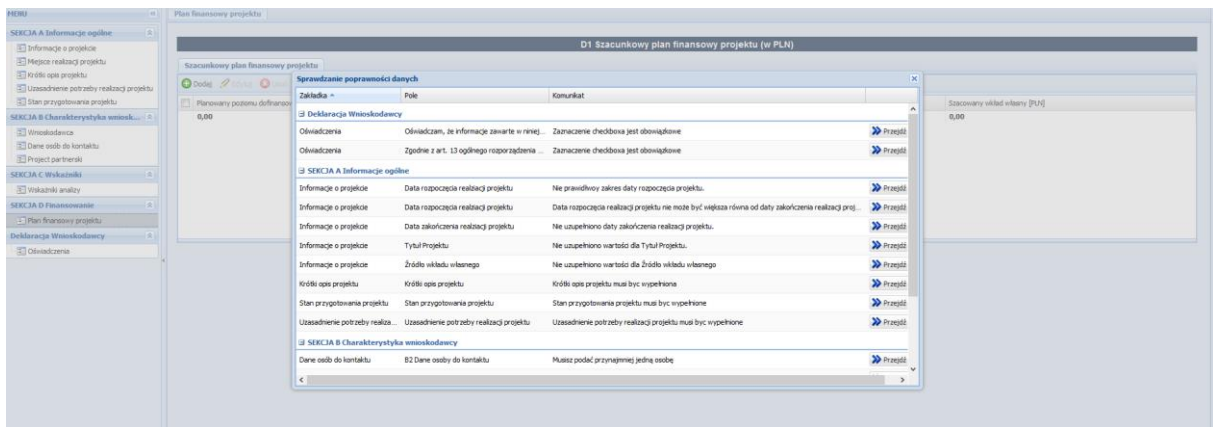 MENU
SEKCJA A Informacje ogólne
Informacje o projekcie
Miejsce realizacji projektu
Krótki opis projektu
Uzasadnienie potrzeby realizacji projektu
Stan przygotowania projektu
SEKCJA B Charakterystyka wniosk...
Wnioskodawca
Dane osób do kontaktu
Project partnerski
SEKCJA C Wskaźniki
Wskaźniki analizy
SEKCJA D Finansowanie
Plan finansowy projektu
Deklaracja Wnioskodawcy
Oświadczenia
Plan finansowy projektu
D1 Szacunkowy plan finansowy projektu (w PLN)
Szacunkowy plan finansowy projektu
Dodaj
Planowany poziomu dofinansow
Szacowany wkład własny [PLN]
0,00
0,00
Sprawdzanie poprawności danych
Zakładka Pole Komunikat
Deklaracja Wnioskodawcy
Oświadczenia Oświadczam, że informacje zawarte w niniej... Zaznaczenie checkboxa jest obowiązkowe Przejdź
Oświadczenia Zgodnie z art. 13 ogólnego rozporządzenia ... Zaznaczenie checkboxa jest obowiązkowe Przejdź
SEKCJA A Informacje ogólne
Informacje o projekcie Data rozpoczęcia realziacji projektu Nie prawidłwoy zakres daty rozpoczęcia projektu. Przejdź
Informacje o projekcie Data rozpoczęcia realziacji projektu Data rozpoczęcia realizacji projektu nie może być większa równa od daty zakończenia realizacji proj... Przejdź
Informacje o projekcie Data zakończenia realziacji projektu Nie uzupełniono daty zakończenia realizacji projektu. Przejdź
Informacje o projekcie Tytuł Projektu Nie uzupełniono wartości dla Tytuł Projektu. Przejdź
Informacje o projekcie Źródło wkładu własnego Nie uzupełniono wartości dla Źródło wkładu własnego Przejdź
Krótki opis projektu Krótki opis projektu Krótki opis projektu musi byc wypełniona Przejdź
Stan przygotowania projektu Stan przygotowania projektu Stan przygotowania projektu musi byc wypełnione Przejdź
Uzasadnienie potrzeby realiza... Uzasadnienie potrzeby realizacji projektu Uzasadnienie potrzeby realizacji projektu musi byc wypełnione Przejdź
SEKCJA B Charakterystyka wnioskodawcy
Dane osób do kontaktu B2 Dane osoby do kontaktu Musisz podać przynajmniej jedną osobę Przejdź